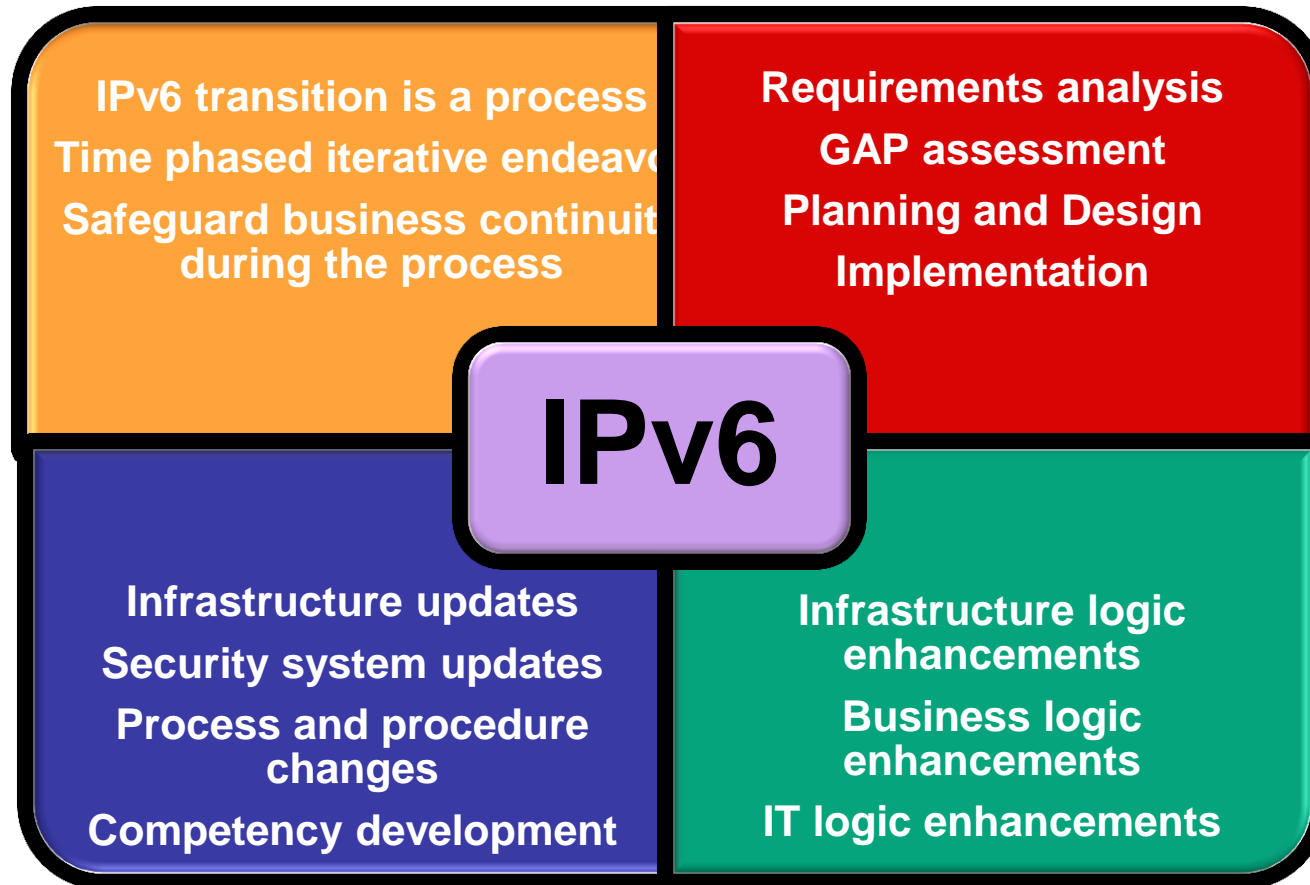 IPv6 transition is a process
Time phased iterative endeavo
Safeguard business continuit
during the process
Requirements analysis
GAP assessment
Planning and Design
Implementation
IPv6
Infrastructure updates
Security system updates
Process and procedure
changes
Competency development
Infrastructure logic
enhancements
Business logic
enhancements
IT logic enhancements